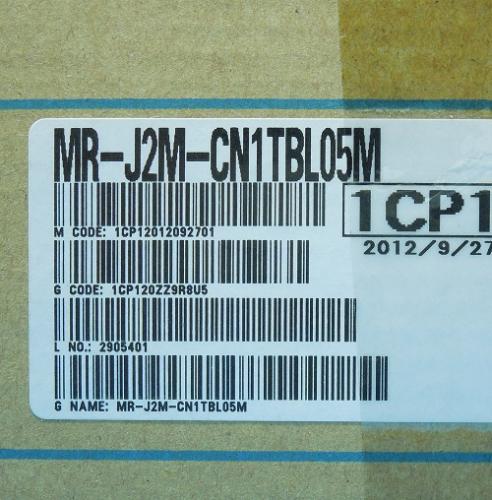 MR-J2M-CN1TBL05M
1CP1
M CODE: 1CP12012092701
2012/9/27
G CODE: 1CP120ZZ9R8U5
L NO.: 2905401
G NAME: MR-J2M-CN1TBL05M